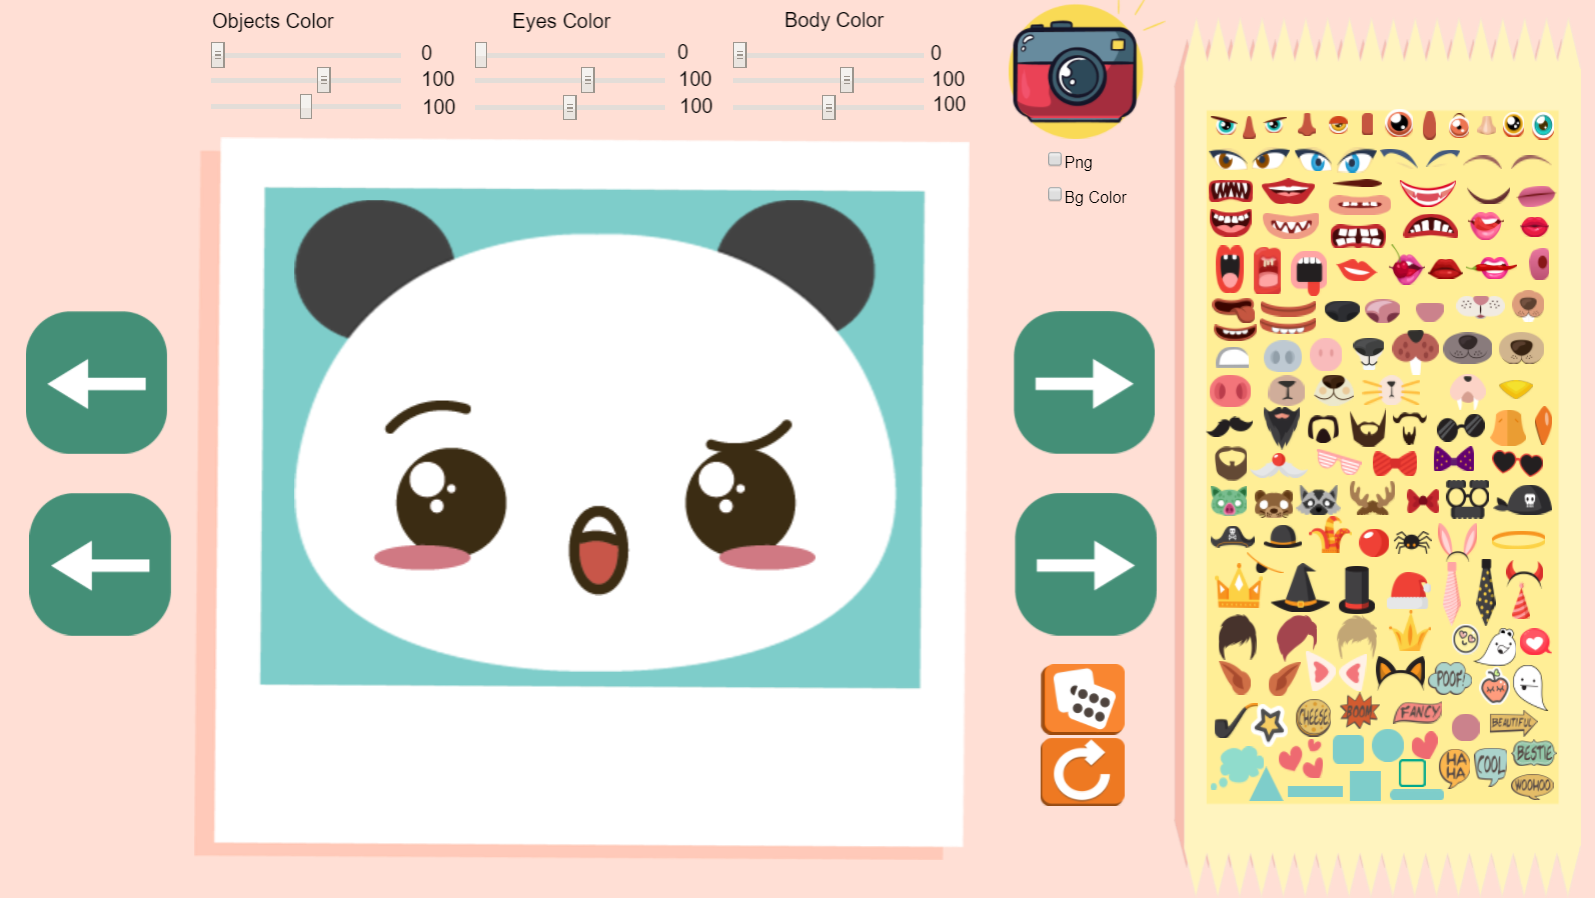 Objects Color
Eyes Color
Body Color
0
0
0
100
100
100
100
100
100
Png
Bg Color
POOF!
CHEESE
BOOM
FANCY
BEAUTIFUL
HA
HA
COOL
BESTIE
WOOHOO